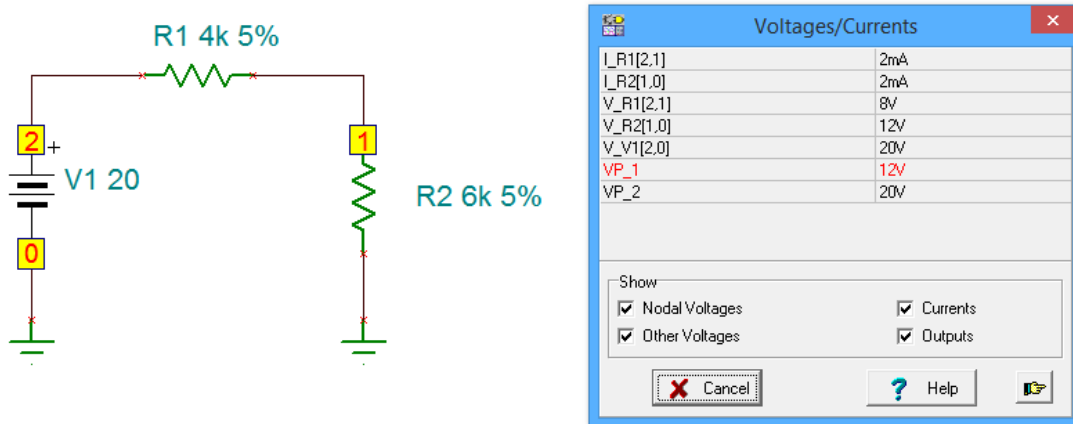 R1 4k 5%
2
+
V1 20
0
1
R2 6k 5%
Voltages/Currents
I_R1[2,1] 2mA
I_R2[1,0] 2mA
V_R1[2,1] 8V
V_R2[1,0] 12V
V_V1[2,0] 20V
VP_1 12V
VP_2 20V
Show
Nodal Voltages Currents
Other Voltages Outputs
Cancel ? Help